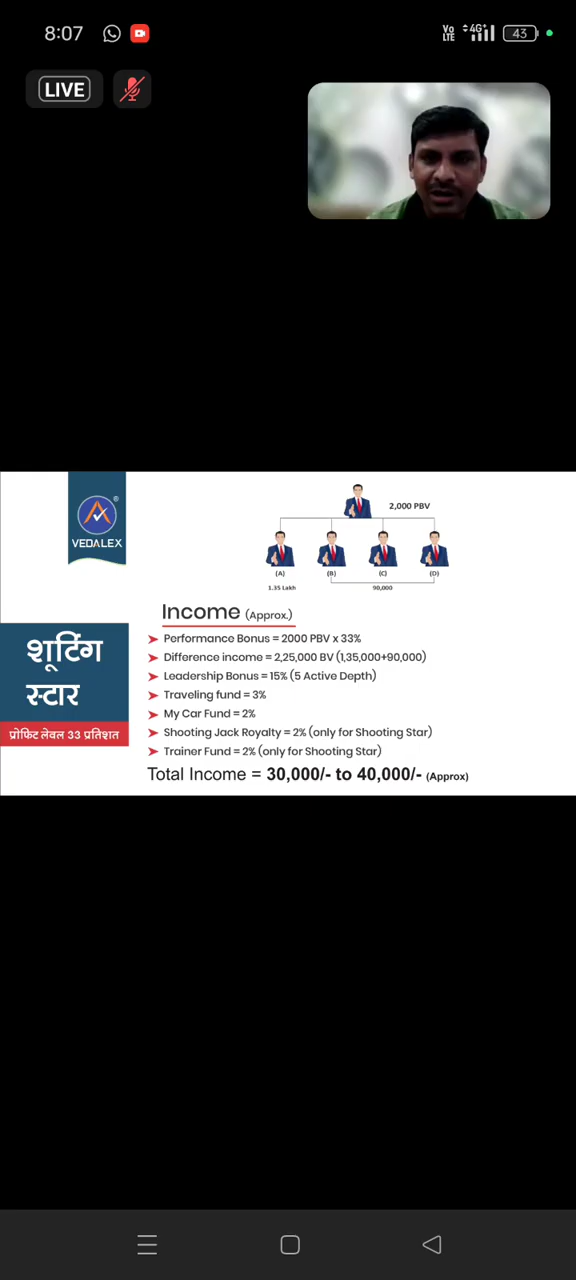 8:07
Vo LTE 4G+ 43
LIVE
VEDALEX
2,000 PBV
(A) (B) (C) (D)
1.35 Lakh 90,000
Income (Approx.)
शूटिंग
स्टार
प्रोफिट लेवल 33 प्रतिशत
Performance Bonus = 2000 PBV x 33%
Difference income = 2,25,000 BV (1,35,000+90,000)
Leadership Bonus = 15% (5 Active Depth)
Traveling fund = 3%
My Car Fund = 2%
Shooting Jack Royalty = 2% (only for Shooting Star)
Trainer Fund = 2% (only for Shooting Star)
Total Income = 30,000/- to 40,000/- (Approx)